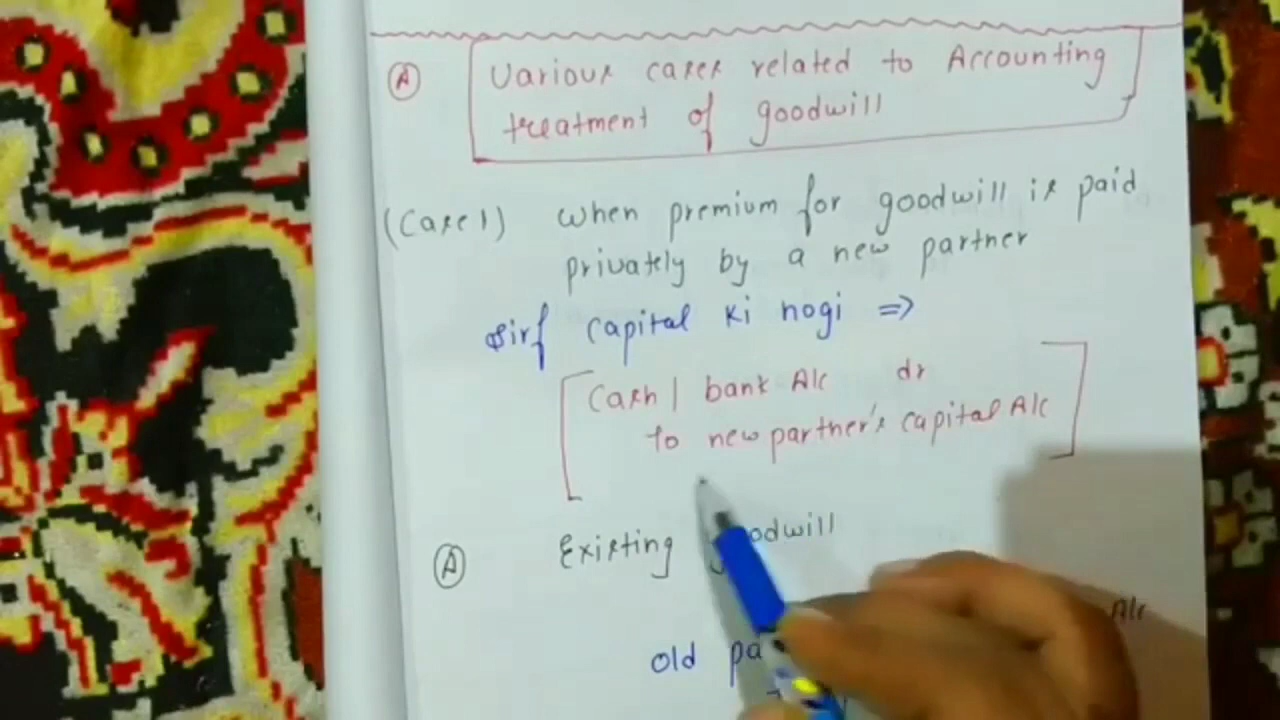 A Various cases related to Accounting
treatment of goodwill
(Case 1) When premium for goodwill is paid
privately by a new partner
Sirf capital ki hogi =>
Cash | bank A/c dr
to new partner's capital A/c
A Existing goodwill
old A/c